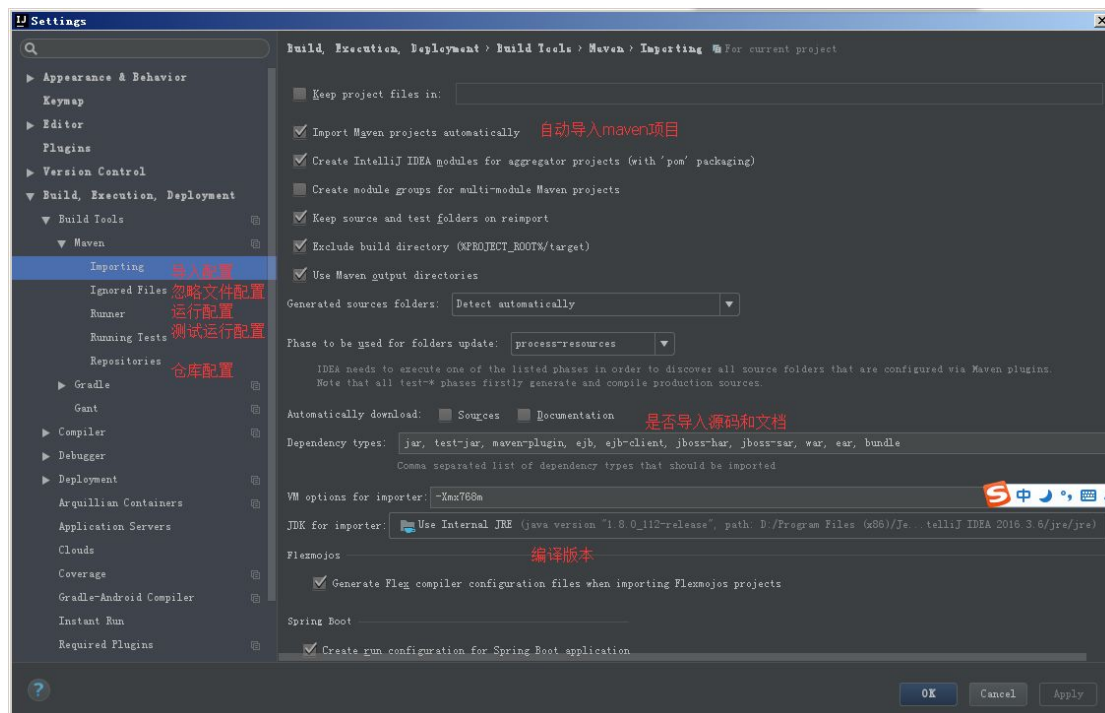 Settings
Appearance & Behavior
Keymap
Editor
Plugins
Version Control
Build, Execution, Deployment
Build Tools
Maven
Importing 导入配置
Ignored Files 忽略文件配置
Runner 运行配置
Running Tests 测试运行配置
Repositories 仓库配置
Gradle
Gant
Compiler
Debugger
Deployment
Arquillian Containers
Application Servers
Clouds
Coverage
Gradle-Android Compiler
Instant Run
Required Plugins
Build, Execution, Deployment › Build Tools › Maven › Importing For current project
Keep project files in:
Import Maven projects automatically 自动导入maven项目
Create IntelliJ IDEA modules for aggregator projects (with 'pom' packaging)
Create module groups for multi-module Maven projects
Keep source and test folders on reimport
Exclude build directory (%PROJECT_ROOT%/target)
Use Maven output directories
Generated sources folders: Detect automatically
Phase to be used for folders update: process-resources
IDEA needs to execute one of the listed phases in order to discover all source folders that are configured via Maven plugins.
Note that all test-* phases firstly generate and compile production sources.
Automatically download: Sources Documentation 是否导入源码和文档
Dependency types: jar, test-jar, maven-plugin, ejb, ejb-client, jboss-har, jboss-sar, war, ear, bundle
Comma separated list of dependency types that should be imported
VM options for importer: -Xmx768m
S 中
JDK for importer: Use Internal JRE (java version "1.8.0_112-release", path: D:/Program Files (x86)/Je...telliJ IDEA 2016.3.6/jre/jre)
Flexmojos 编译版本
Generate Flex compiler configuration files when importing Flexmojos projects
Spring Boot
Create run configuration for Spring Boot application
? OK Cancel Apply